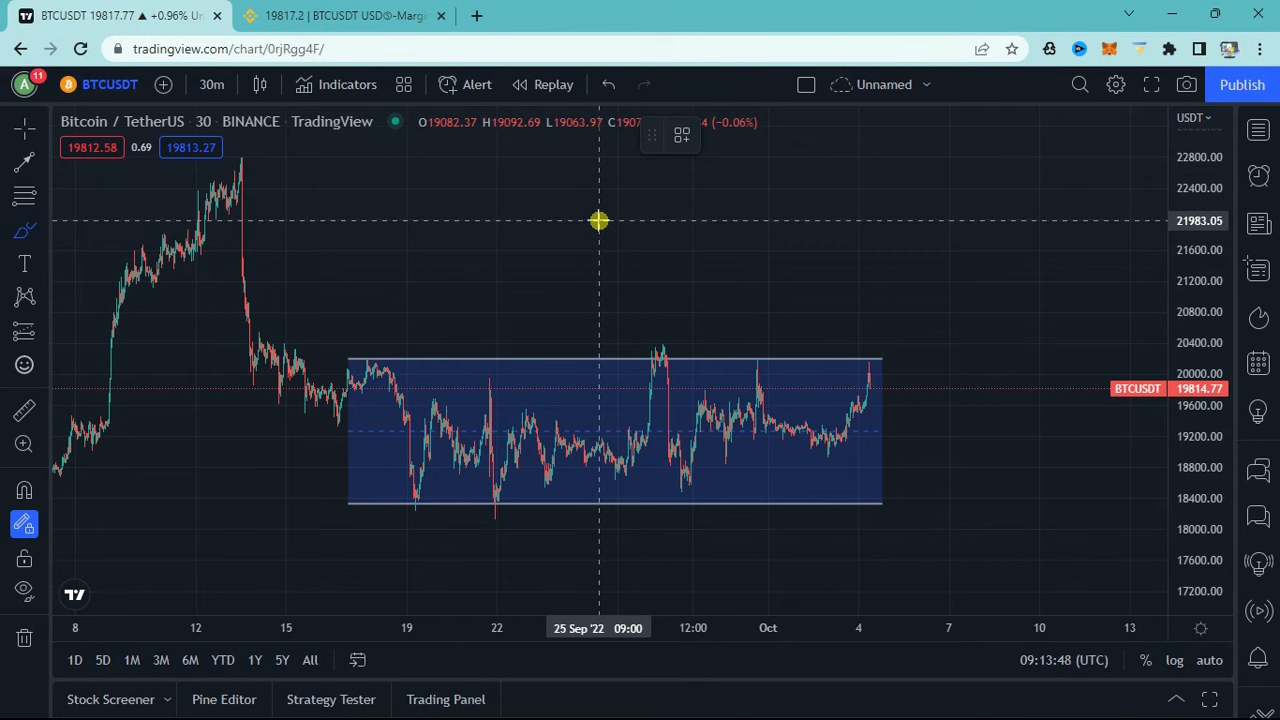 BTCUSDT 19817.77 ▲ +0.96% Un
19817.2 | BTCUSDT USDⓈ-Margi
tradingview.com/chart/0rjRgg4F/
A 11 BTCUSDT 30m Indicators Alert Replay Unnamed Publish
Bitcoin / TetherUS · 30 · BINANCE · TradingView O19082.37 H19092.69 L19063.97 (−0.06%)
19812.58 0.69 19813.27
USDT
22800.00
22400.00
21983.05
21600.00
21200.00
20800.00
20400.00
20000.00
BTCUSDT 19814.77
19600.00
19200.00
18800.00
18400.00
18000.00
17600.00
17200.00
8 12 15 19 22 25 Sep '22 09:00 12:00 Oct 4 7 10 13
1D 5D 1M 3M 6M YTD 1Y 5Y All 09:13:48 (UTC) % log auto
Stock Screener Pine Editor Strategy Tester Trading Panel